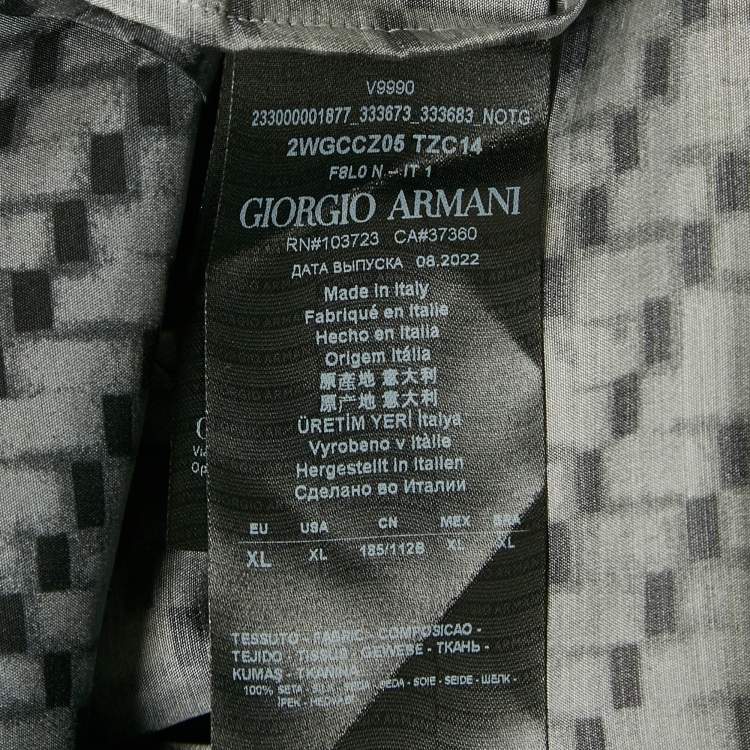 V9990
233000001877_333673_333683_NOTG
2WGCCZ05 TZC14
F8L0 N - IT 1
GIORGIO ARMANI
RN#103723 CA#37360
ДАТА ВЫПУСКА 08.2022
Made in Italy
Fabriqué en Italie
Hecho en Italia
Origem Itália
原産地 意大利
原产地 意大利
ÜRETİM YERİ İtalya
Vyrobeno v Itálie
Hergestellt in Italien
Сделано во Италии
EU USA CN MEX BRA
XL XL 185/112B XL XL
TESSUTO - FABRIC - COMPOSICAO -
TEJIDO - TISSUS - GEWEBE - ТКАНЬ -
KUMAŞ - TKANINA
100% SETA - SILK - SEDA - SEDA - SOIE - SEIDE - ШЕЛК -
İPEK -